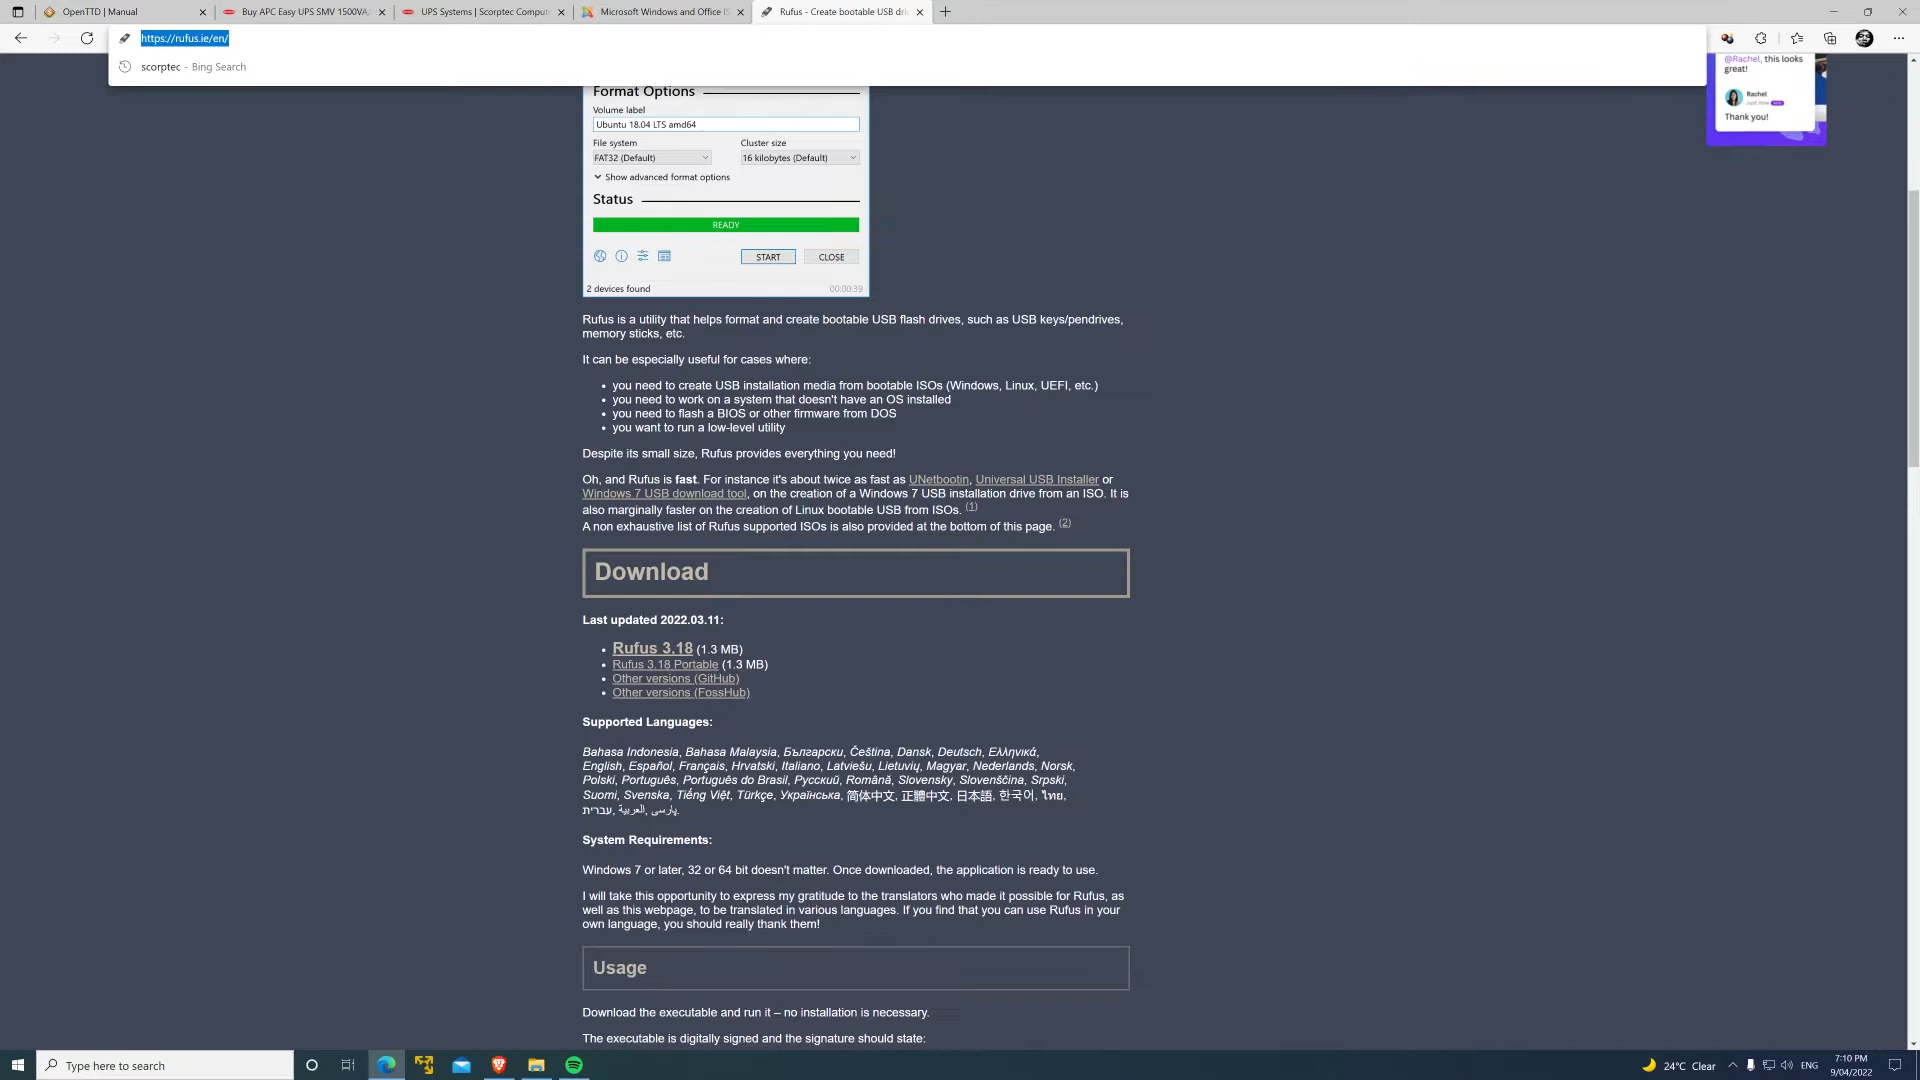 OpenTTD | Manual
Buy APC Easy UPS SMV 1500VA,
UPS Systems | Scorptec Comput
Microsoft Windows and Office IS
Rufus - Create bootable USB driv
https://rufus.ie/en/
scorptec - Bing Search
@Rachel, this looks
great!
Rachel
Just now
Thank you!
Format Options
Volume label
Ubuntu 18.04 LTS amd64
File system
Cluster size
FAT32 (Default)
16 kilobytes (Default)
Show advanced format options
Status
READY
START
CLOSE
2 devices found
00:00:39
Rufus is a utility that helps format and create bootable USB flash drives, such as USB keys/pendrives,
memory sticks, etc.
It can be especially useful for cases where:
• you need to create USB installation media from bootable ISOs (Windows, Linux, UEFI, etc.)
• you need to work on a system that doesn't have an OS installed
• you need to flash a BIOS or other firmware from DOS
• you want to run a low-level utility
Despite its small size, Rufus provides everything you need!
Oh, and Rufus is fast. For instance it's about twice as fast as UNetbootin, Universal USB Installer or
Windows 7 USB download tool, on the creation of a Windows 7 USB installation drive from an ISO. It is
also marginally faster on the creation of Linux bootable USB from ISOs. (1)
A non exhaustive list of Rufus supported ISOs is also provided at the bottom of this page. (2)
Download
Last updated 2022.03.11:
• Rufus 3.18 (1.3 MB)
• Rufus 3.18 Portable (1.3 MB)
• Other versions (GitHub)
• Other versions (FossHub)
Supported Languages:
Bahasa Indonesia, Bahasa Malaysia, Български, Čeština, Dansk, Deutsch, Ελληνικά,
English, Español, Français, Hrvatski, Italiano, Latviešu, Lietuvių, Magyar, Nederlands, Norsk,
Polski, Português, Português do Brasil, Русский, Română, Slovensky, Slovenščina, Srpski,
Suomi, Svenska, Tiếng Việt, Türkçe, Українська, 简体中文, 正體中文, 日本語, 한국어, ไทย,
עברית, العربية, پارسی.
System Requirements:
Windows 7 or later, 32 or 64 bit doesn't matter. Once downloaded, the application is ready to use.
I will take this opportunity to express my gratitude to the translators who made it possible for Rufus, as
well as this webpage, to be translated in various languages. If you find that you can use Rufus in your
own language, you should really thank them!
Usage
Download the executable and run it – no installation is necessary.
The executable is digitally signed and the signature should state:
Type here to search
24°C Clear
ENG
7:10 PM
9/04/2022